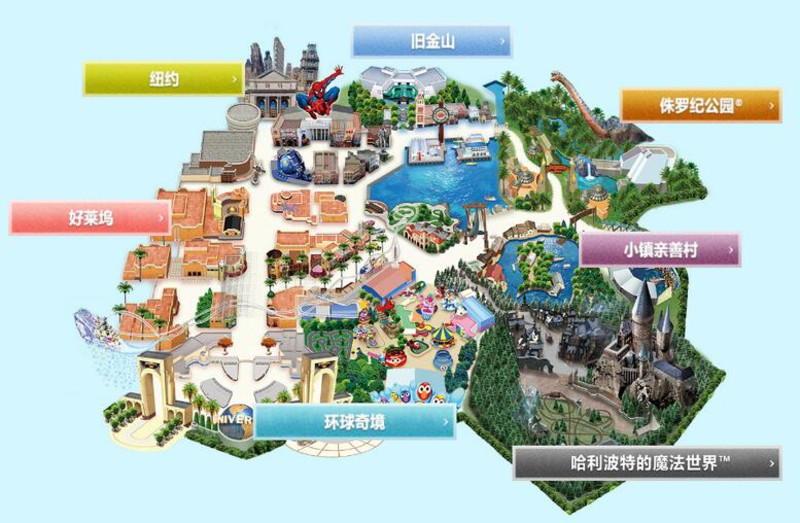 旧金山
纽约
侏罗纪公园®
好莱坞
小镇亲善村
UNIVER
环球奇境
哈利波特的魔法世界™